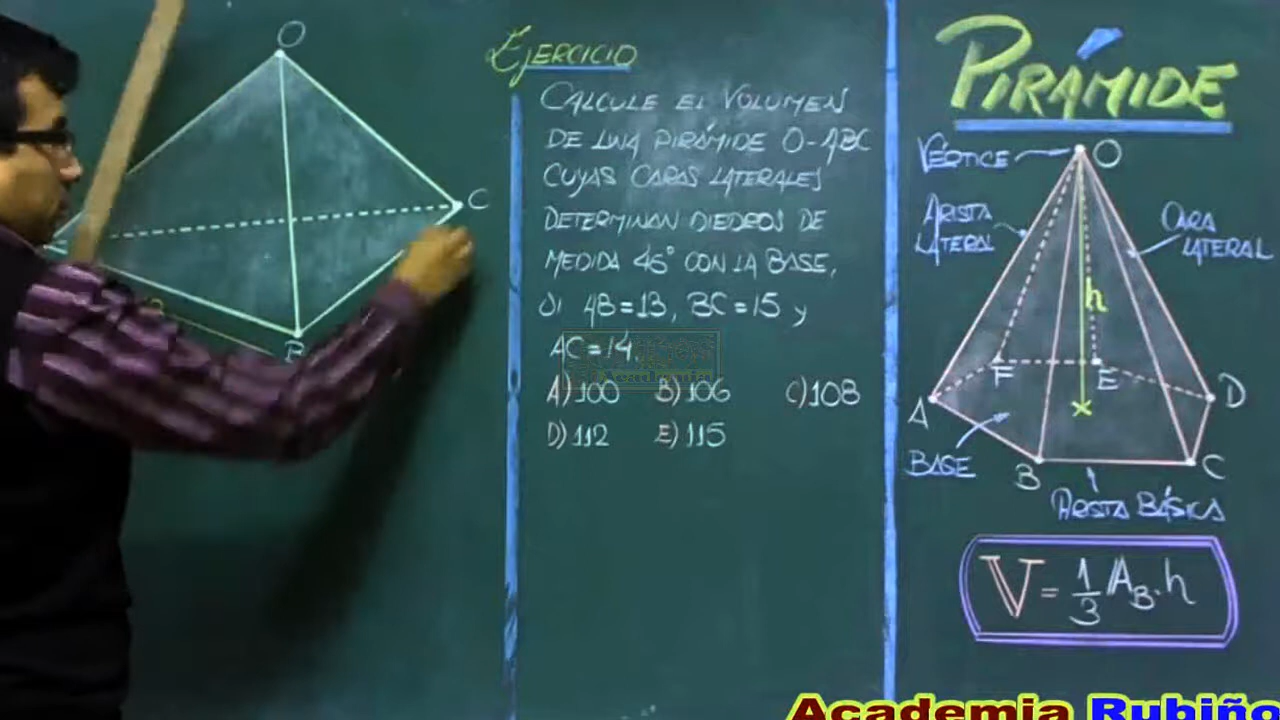 O
C
B
EJERCICIO
CALCULE EL VOLUMEN
DE UNA PIRÁMIDE O-ABC
CUYAS CARAS LATERALES
DETERMINAN DIEDROS DE
MEDIDA 45° CON LA BASE,
SI AB=13, BC=15 y
AC=14
A) 100 B) 106 C) 108
D) 112 E) 115
PIRÁMIDE
VÉRTICE O
ARISTA
LATERAL
CARA
LATERAL
h
F E
A D
BASE
B C
ARISTA BÁSICA
V = 1/3 A_B . h
Academia Rubiño